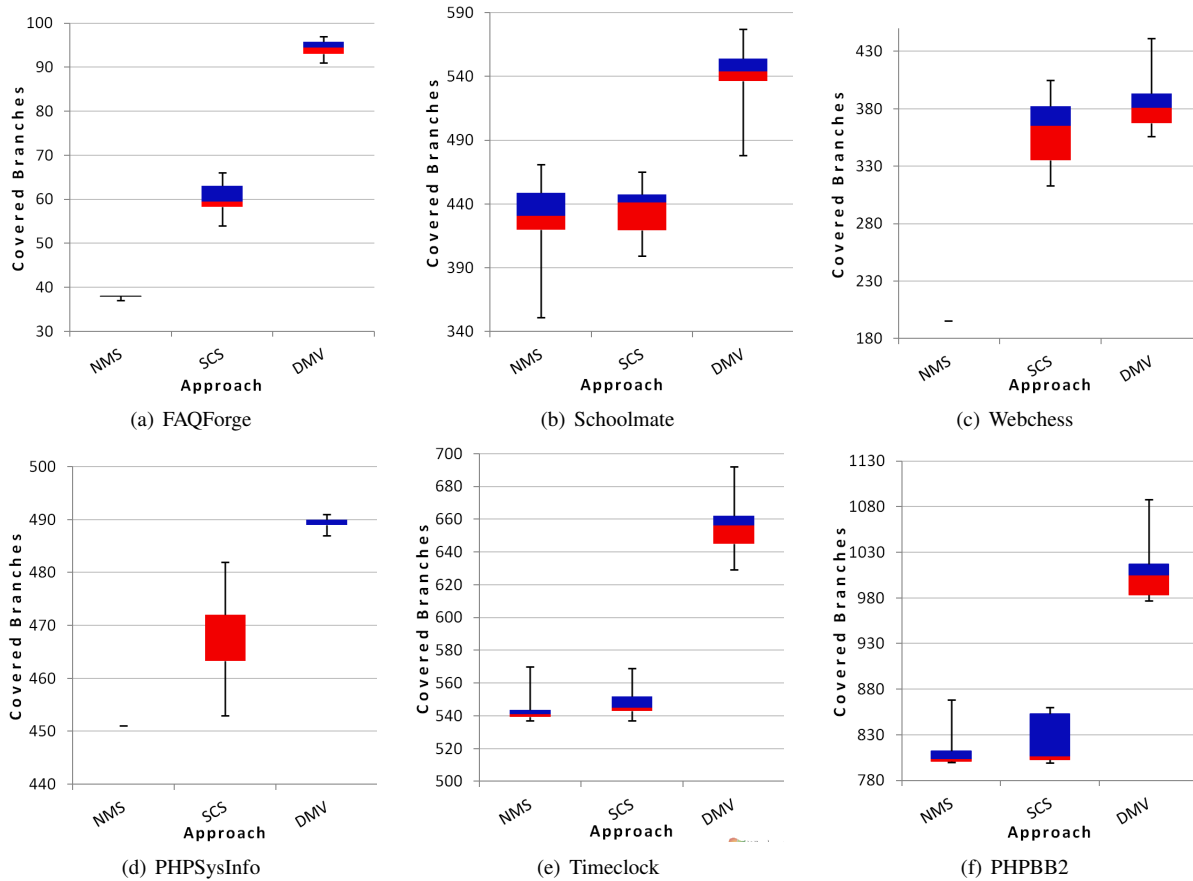 100
90
80
70
60
50
40
30
Covered Branches
NMS
SCS
DMV
Approach
(a) FAQForge
590
540
490
440
390
340
Covered Branches
NMS
SCS
DMV
Approach
(b) Schoolmate
430
380
330
280
230
180
Covered Branches
NMS
SCS
DMV
Approach
(c) Webchess
500
490
480
470
460
450
440
Covered Branches
NMS
SCS
DMV
Approach
(d) PHPSysInfo
700
680
660
640
620
600
580
560
540
520
500
Covered Branches
NMS
SCS
DMV
Approach
(e) Timeclock
1130
1080
1030
980
930
880
830
780
Covered Branches
NMS
SCS
DMV
Approach
(f) PHPBB2